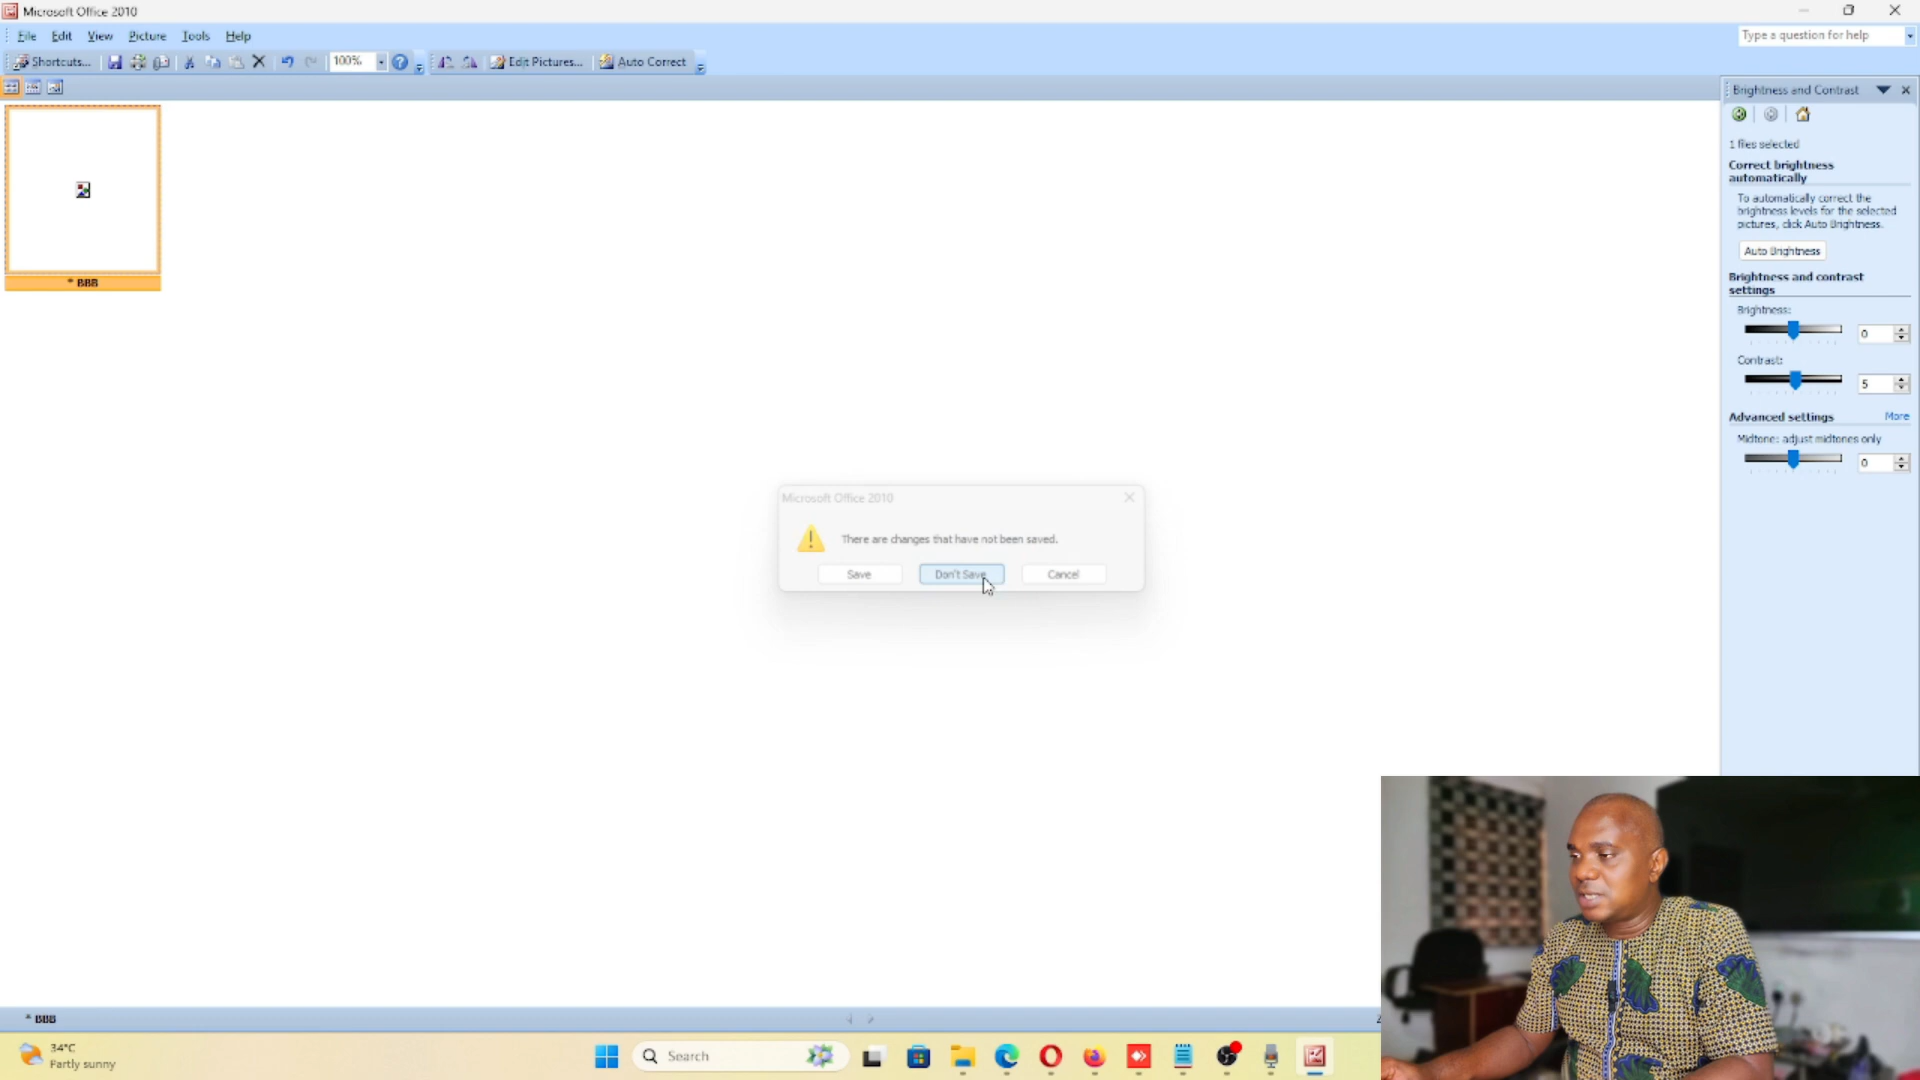 Microsoft Office 2010
File Edit View Picture Tools Help
Type a question for help
Shortcuts... 100% Edit Pictures... Auto Correct
Brightness and Contrast
1 files selected
Correct brightness
automatically
To automatically correct the
brightness levels for the selected
pictures, click Auto Brightness.
Auto Brightness
Brightness and contrast
settings
Brightness:
0
Contrast:
5
Advanced settings More
Midtone: adjust midtones only
0
* BBB
Microsoft Office 2010
There are changes that have not been saved.
Save Don't Save Cancel
* BBB
34°C
Partly sunny
Search